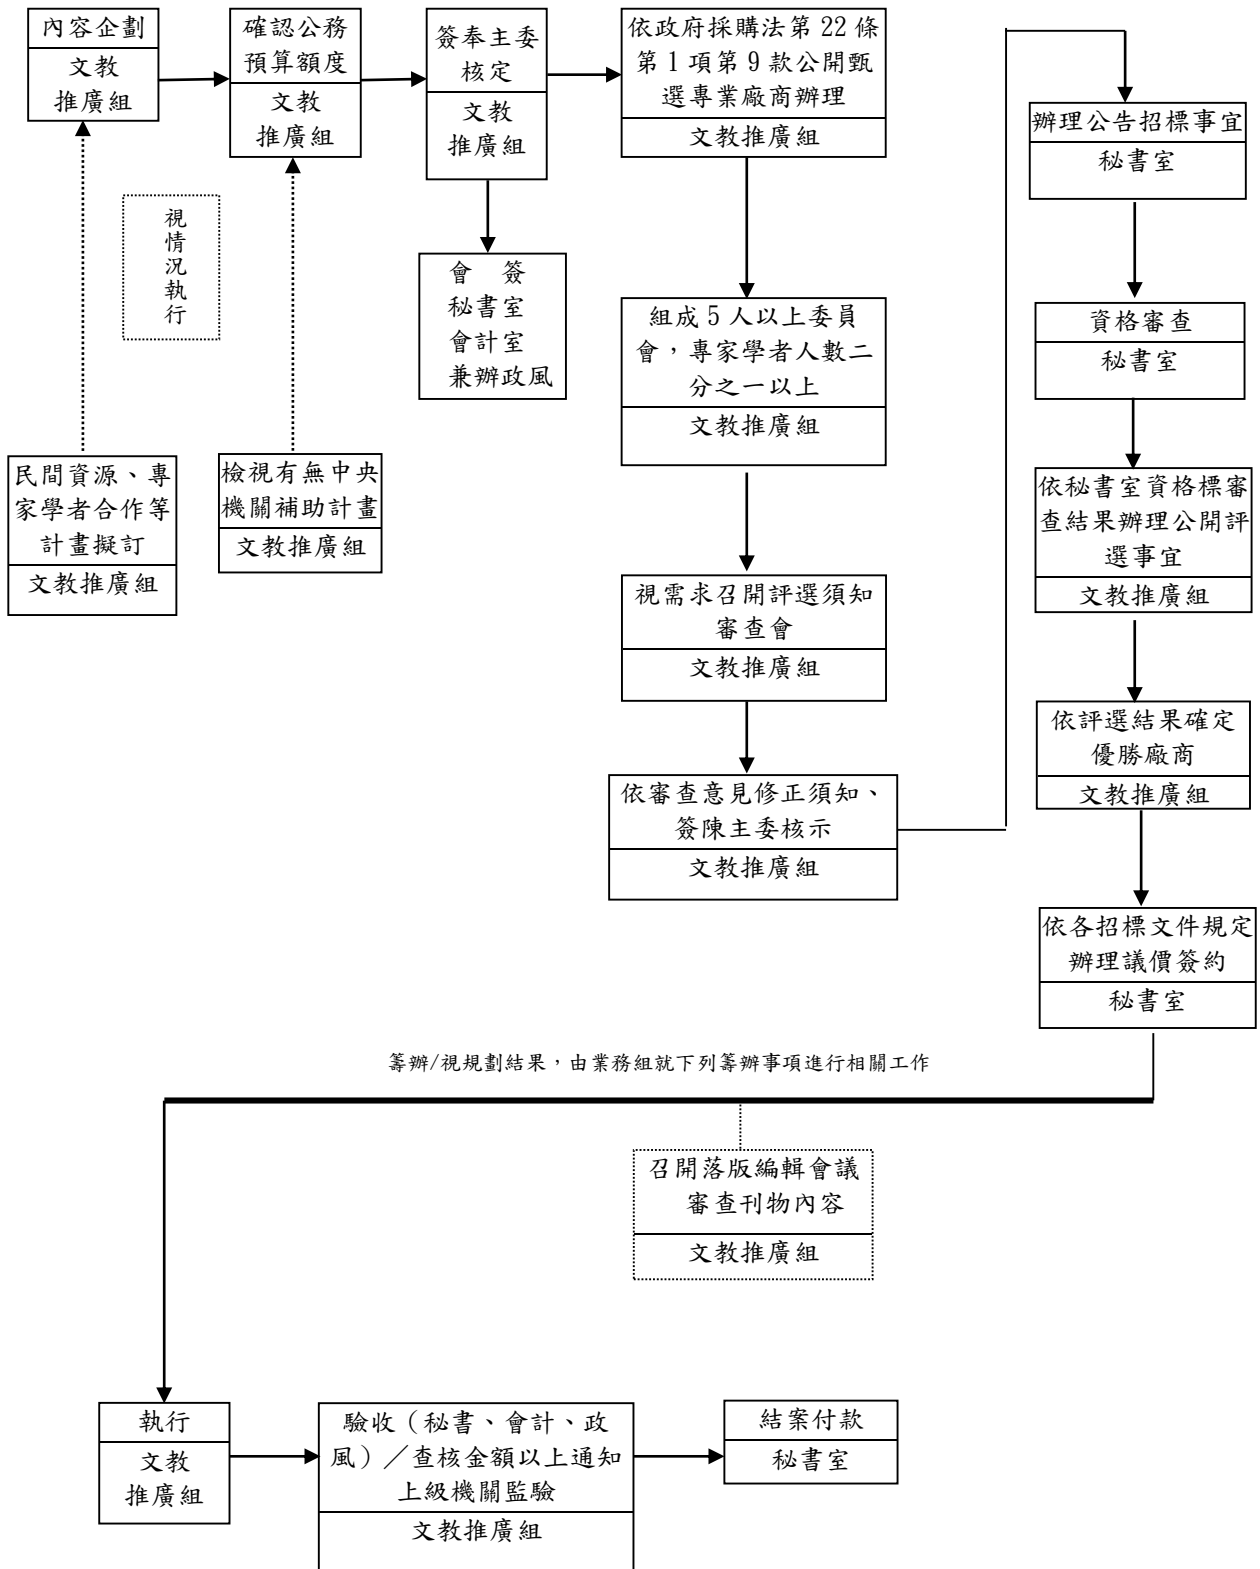 內容企劃
文教
推廣組
確認公務
預算額度
文教
推廣組
簽奉主委
核定
文教
推廣組
依政府採購法第 22 條
第 1 項第 9 款公開甄
選專業廠商辦理
文教推廣組
視
情
況
執
行
會　簽
秘書室
會計室
兼辦政風
民間資源、專
家學者合作等
計畫擬訂
文教推廣組
檢視有無中央
機關補助計畫
文教推廣組
組成 5 人以上委員
會，專家學者人數二
分之一以上
文教推廣組
視需求召開評選須知
審查會
文教推廣組
依審查意見修正須知、
簽陳主委核示
文教推廣組
辦理公告招標事宜
秘書室
資格審查
秘書室
依秘書室資格標審
查結果辦理公開評
選事宜
文教推廣組
依評選結果確定
優勝廠商
文教推廣組
依各招標文件規定
辦理議價簽約
秘書室
籌辦/視規劃結果，由業務組就下列籌辦事項進行相關工作
召開落版編輯會議
審查刊物內容
文教推廣組
執行
文教
推廣組
驗收（秘書、會計、政
風）／查核金額以上通知
上級機關監驗
文教推廣組
結案付款
秘書室